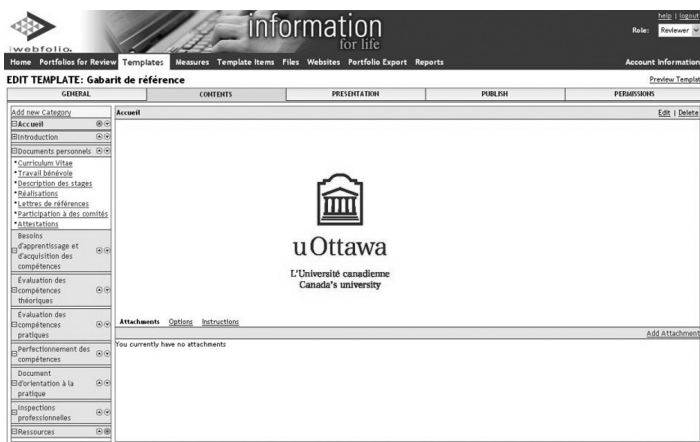 help | logout
information
for life
iwebfolio
Role: Reviewer
Home Portfolios for Review Templates Measures Template Items Files Websites Portfolio Export Reports Account Information
EDIT TEMPLATE: Gabarit de référence
Preview Templat
GENERAL CONTENTS PRESENTATION PUBLISH PERMISSIONS
Add new Category
Accueil
Introduction
Documents personnels
Curriculum Vitae
Travail bénévole
Description des stages
Réalisations
Lettres de références
Participation à des comités
Attestations
Besoins
d'apprentissage et
d'acquisition des
compétences
Évaluation des
compétences
théoriques
Évaluation des
compétences
pratiques
Perfectionnement des
compétences
Document
d'orientation à la
pratique
Inspections
professionnelles
Ressources
Accueil
Edit | Delete
uOttawa
L'Université canadienne
Canada's university
Attachments Options Instructions
Add Attachment
You currently have no attachments